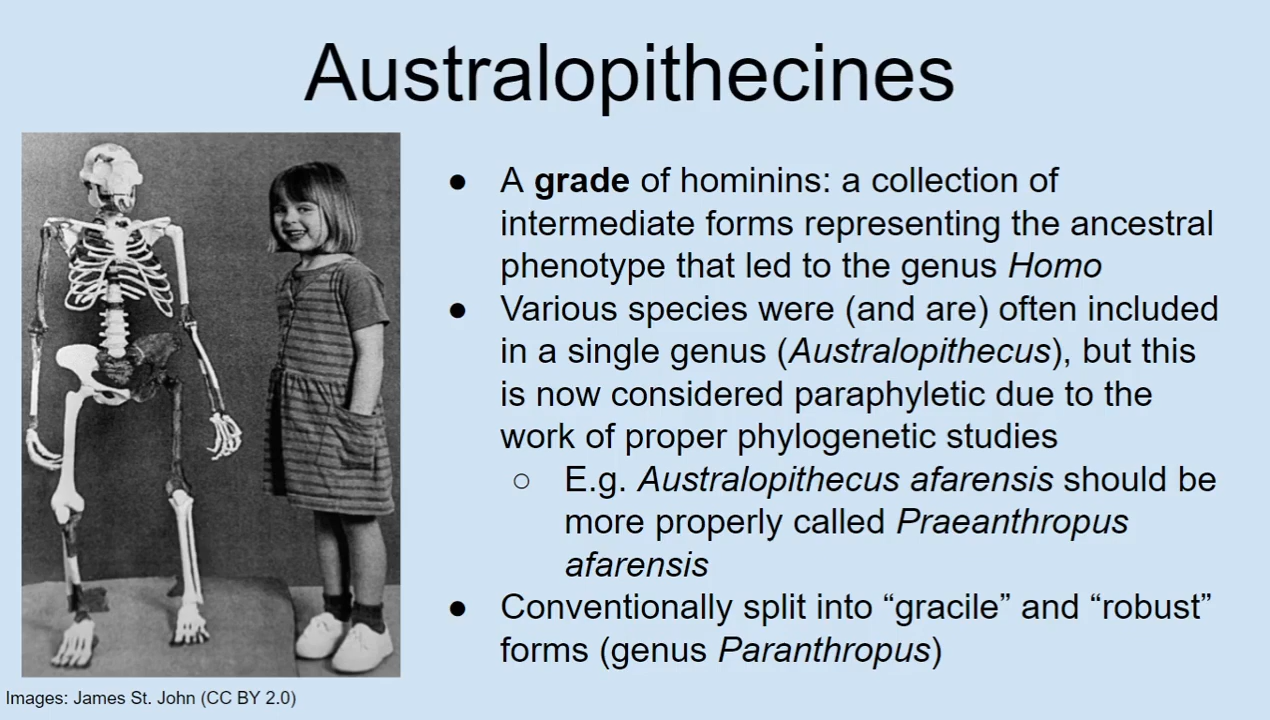 Australopithecines
● A grade of hominins: a collection of
intermediate forms representing the ancestral
phenotype that led to the genus Homo
● Various species were (and are) often included
in a single genus (Australopithecus), but this
is now considered paraphyletic due to the
work of proper phylogenetic studies
○ E.g. Australopithecus afarensis should be
more properly called Praeanthropus
afarensis
● Conventionally split into “gracile” and “robust”
forms (genus Paranthropus)
Images: James St. John (CC BY 2.0)